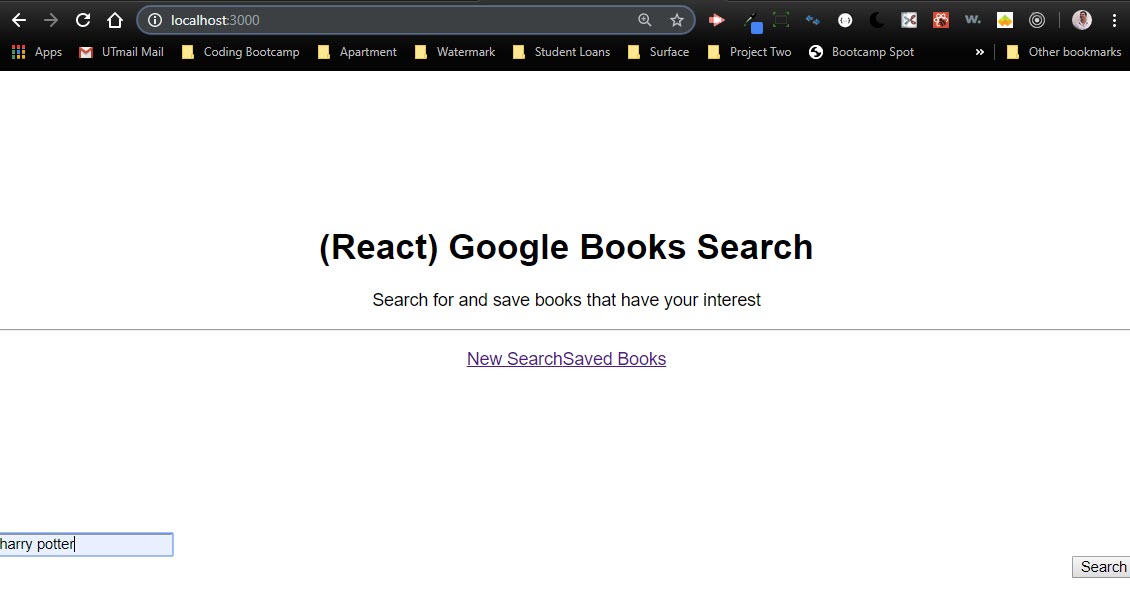 localhost:3000
Apps UTmail Mail Coding Bootcamp Apartment Watermark Student Loans Surface Project Two Bootcamp Spot » Other bookmarks
(React) Google Books Search
Search for and save books that have your interest
New SearchSaved Books
harry potter
Search